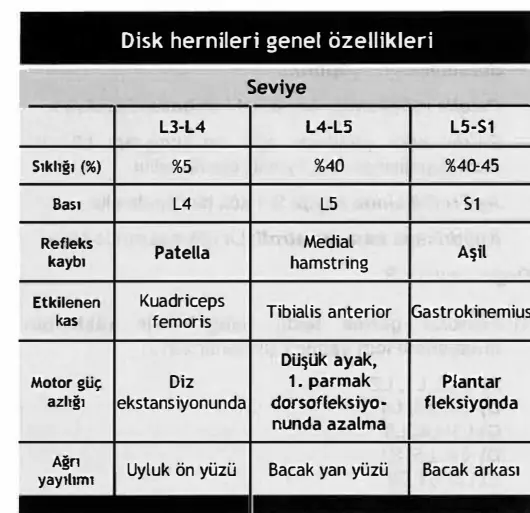 Disk hernileri genel özellikleri
Seviye
L3-L4 L4-L5 L5-S1
Sıklığı (%) %5 %40 %40-45
Bası L4 L5 S1
Refleks kaybı Patella Medial hamstring Aşil
Etkilenen kas Kuadriceps femoris Tibialis anterior Gastrokinemius
Motor güç azlığı Diz ekstansiyonunda Düşük ayak, 1. parmak dorsofleksiyo-nunda azalma Plantar fleksiyonda
Ağrı yayılımı Uyluk ön yüzü Bacak yan yüzü Bacak arkası